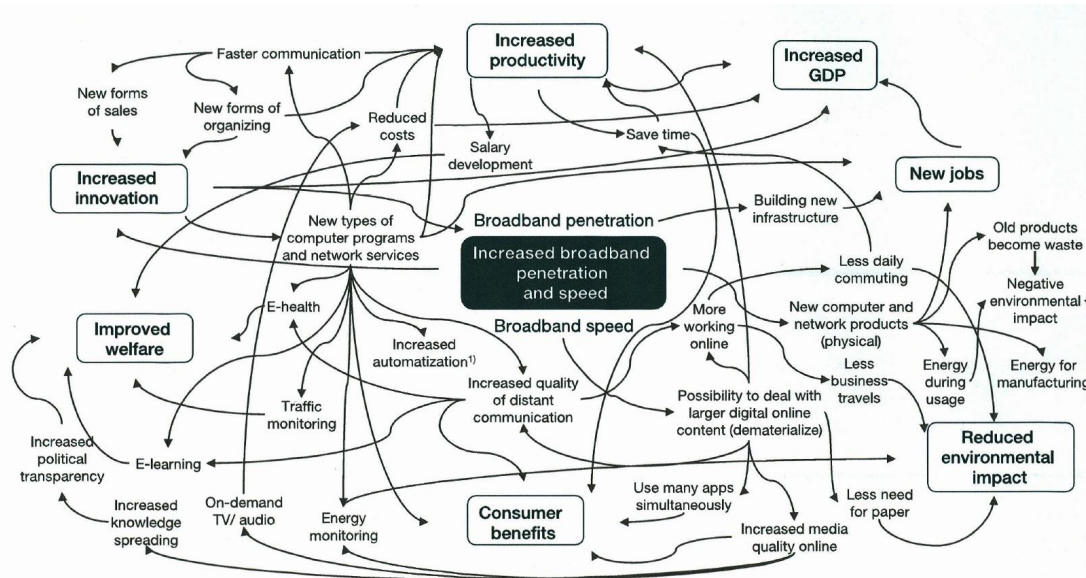 Faster communication
Increased
productivity
Increased
GDP
New forms
of sales
New forms of
organizing
Reduced
costs
Salary
development
Save time
Increased
innovation
New jobs
Building new
infrastructure
New types of
computer programs
and network services
Broadband penetration
Increased broadband
penetration
and speed
Broadband speed
Old products
become waste
Less daily
commuting
Negative
environmental
impact
E-health
More
working
online
New computer and
network products
(physical)
Improved
welfare
Increased
automatization1)
Energy
during
usage
Energy for
manufacturing
Less
business
travels
Increased quality
of distant
communication
Possibility to deal with
larger digital online
content (dematerialize)
Traffic
monitoring
Increased
political
transparency
E-learning
Reduced
environmental
impact
Increased
knowledge
spreading
On-demand
TV/ audio
Energy
monitoring
Consumer
benefits
Use many apps
simultaneously
Less need
for paper
Increased media
quality online